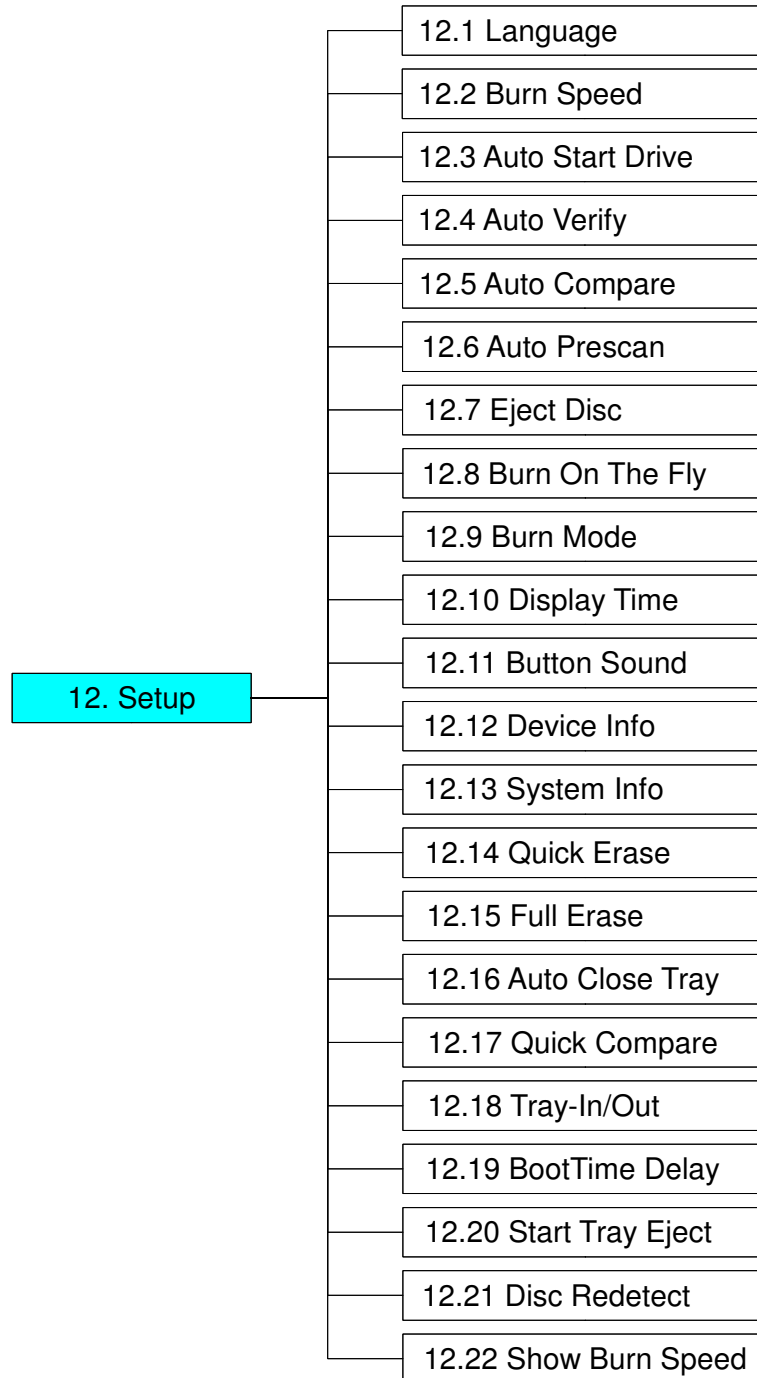 12.1 Language
12.2 Burn Speed
12.3 Auto Start Drive
12.4 Auto Verify
12.5 Auto Compare
12.6 Auto Prescan
12.7 Eject Disc
12.8 Burn On The Fly
12.9 Burn Mode
12.10 Display Time
12.11 Button Sound
12. Setup
12.12 Device Info
12.13 System Info
12.14 Quick Erase
12.15 Full Erase
12.16 Auto Close Tray
12.17 Quick Compare
12.18 Tray-In/Out
12.19 BootTime Delay
12.20 Start Tray Eject
12.21 Disc Redetect
12.22 Show Burn Speed